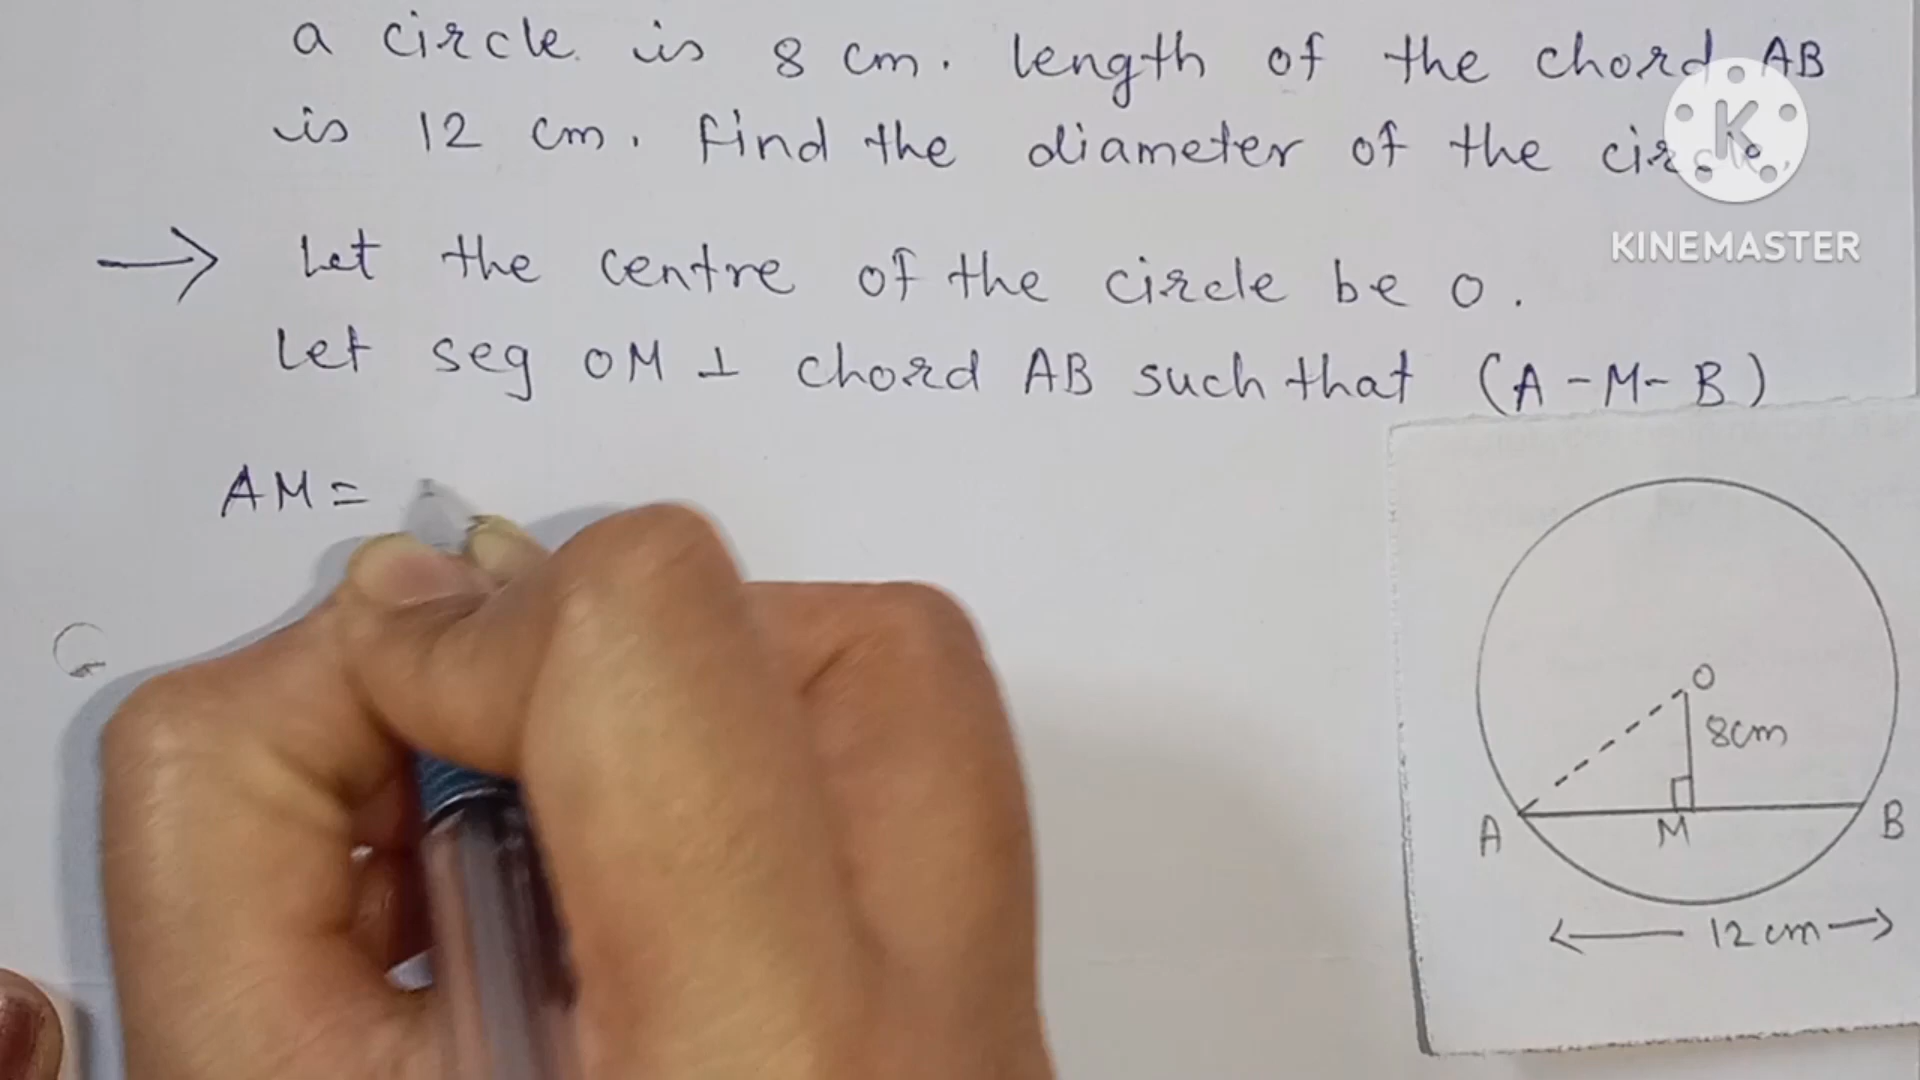 a circle is 8 cm. length of the chord AB
is 12 cm. Find the diameter of the
K
KINEMASTER
→ Let the centre of the circle be O.
Let seg OM ⊥ chord AB such that (A-M-B)
AM =
O
8cm
A
M
B
12 cm